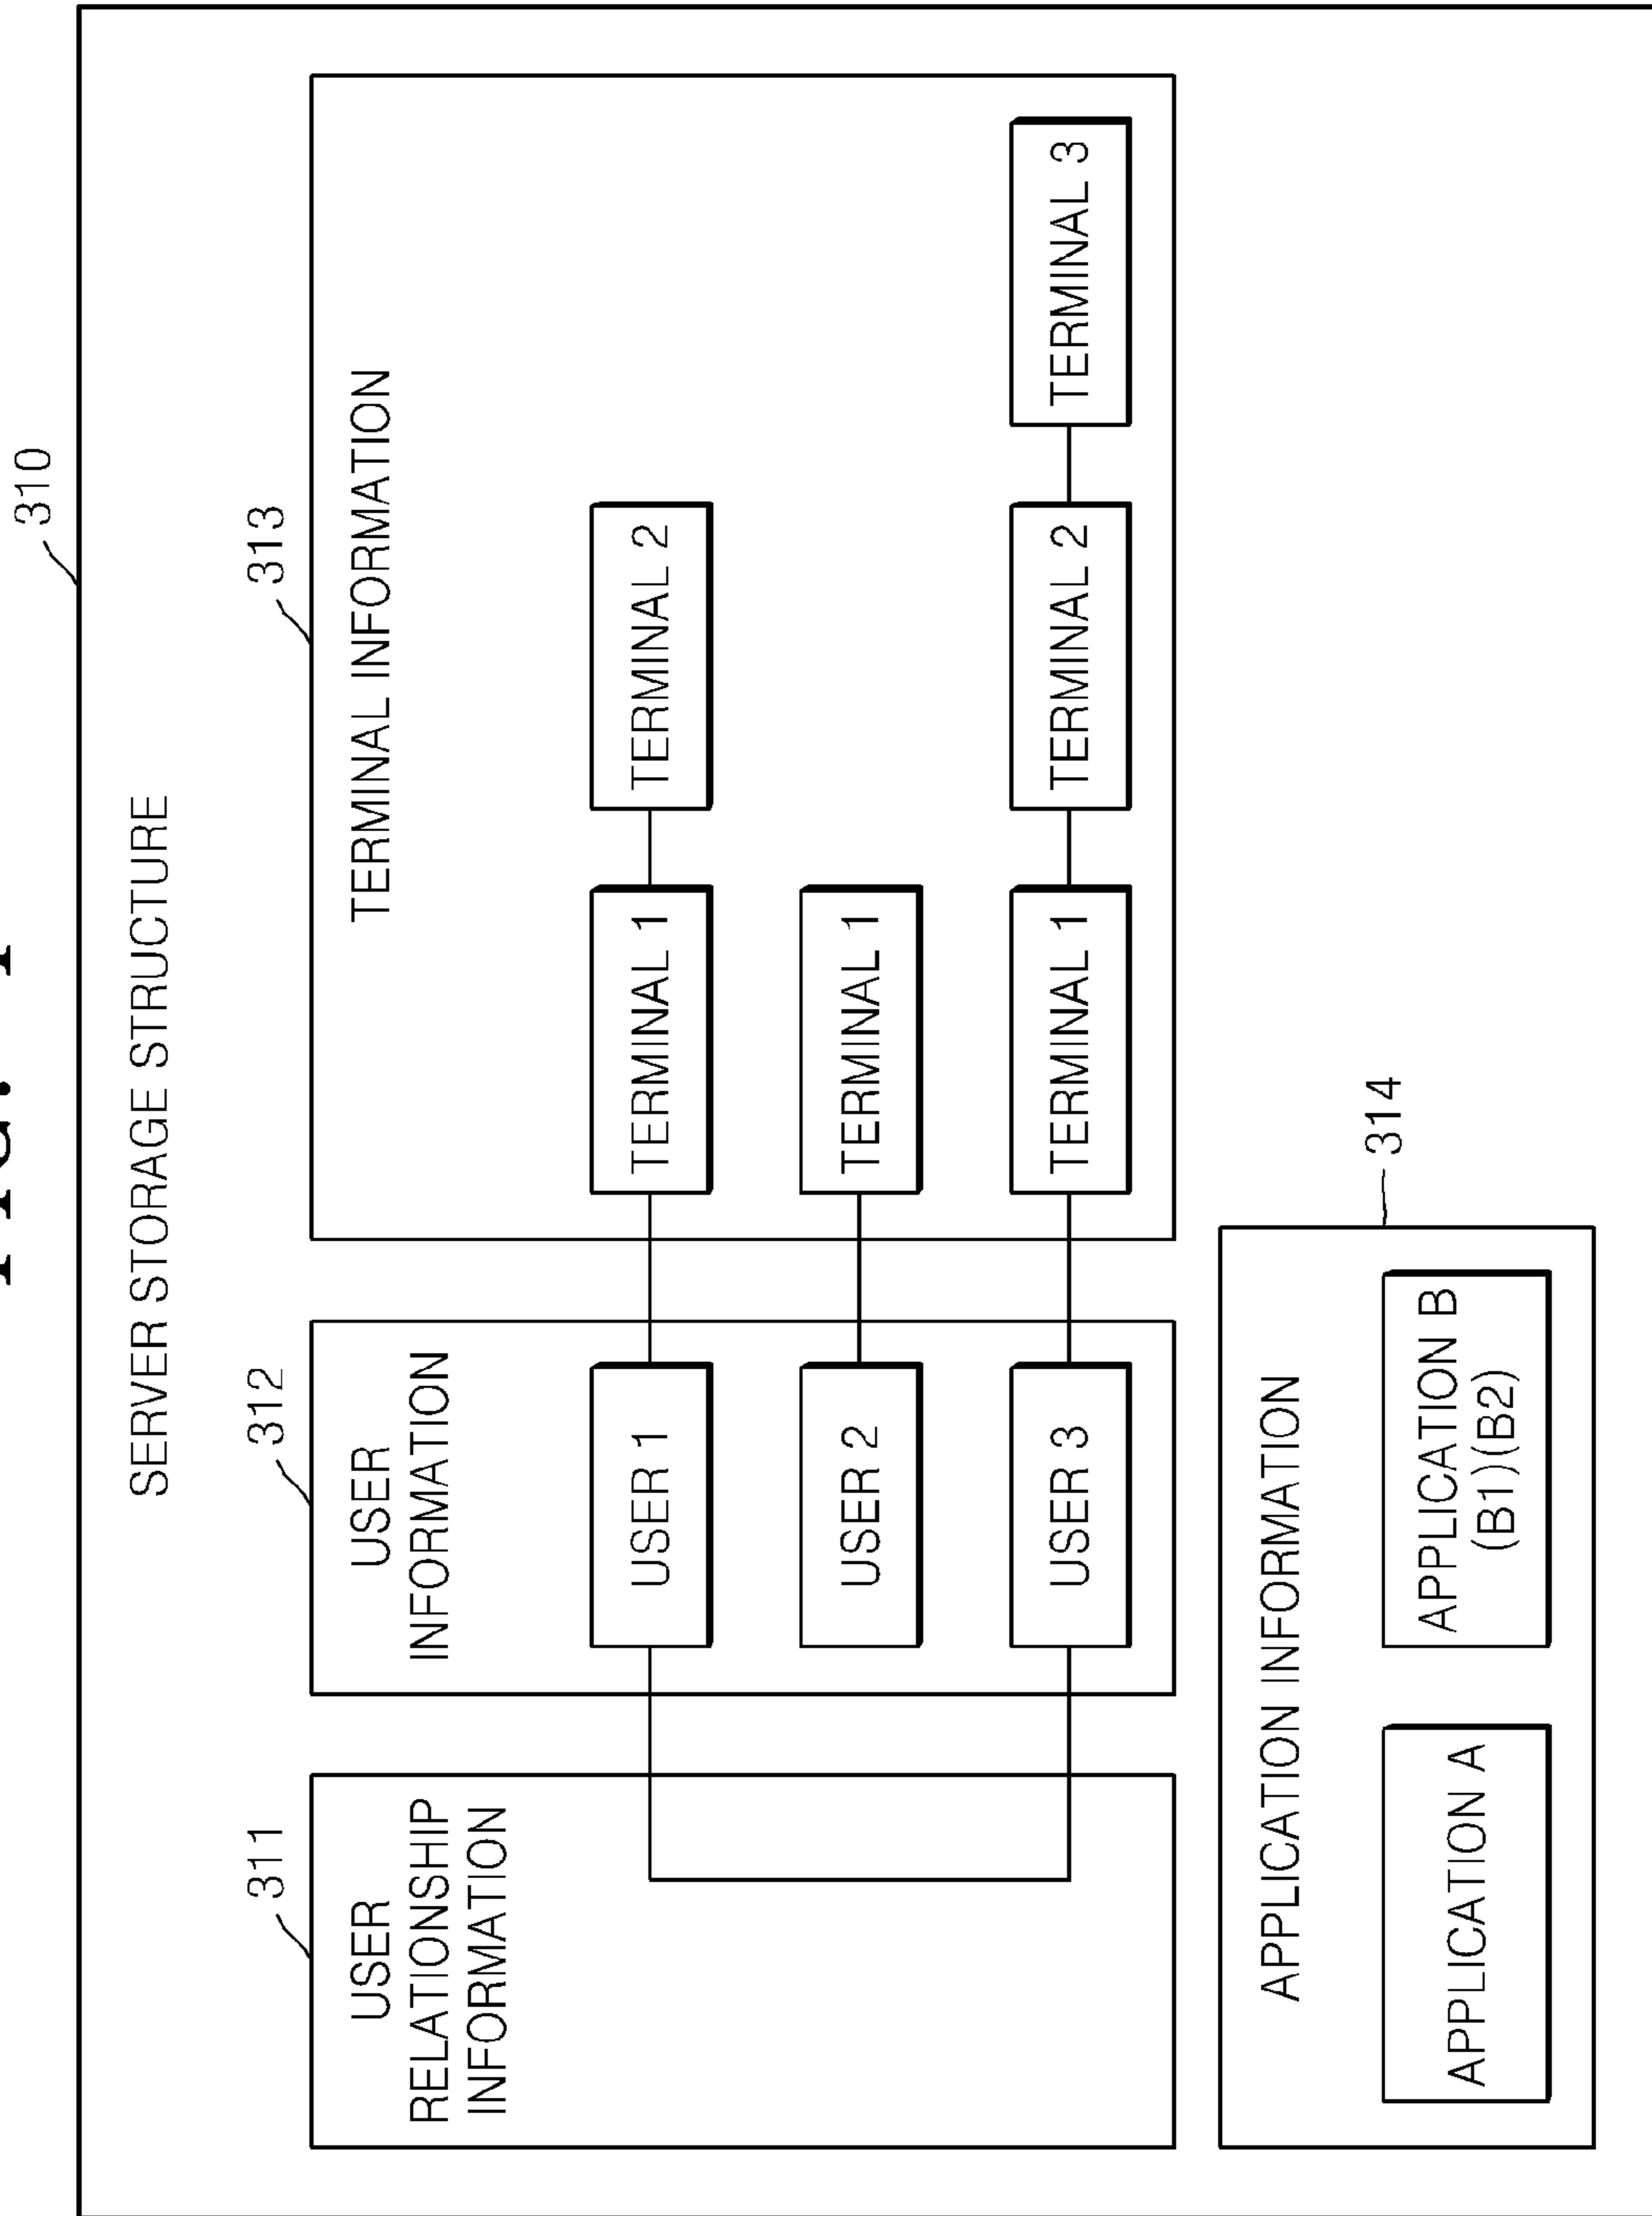 310
SERVER STORAGE STRUCTURE
311
312
313
USER
RELATIONSHIP
INFORMATION
USER
INFORMATION
TERMINAL INFORMATION
USER 1
TERMINAL 1
TERMINAL 2
USER 2
TERMINAL 1
USER 3
TERMINAL 1
TERMINAL 2
TERMINAL 3
APPLICATION INFORMATION
314
APPLICATION A
APPLICATION B
(B1)(B2)